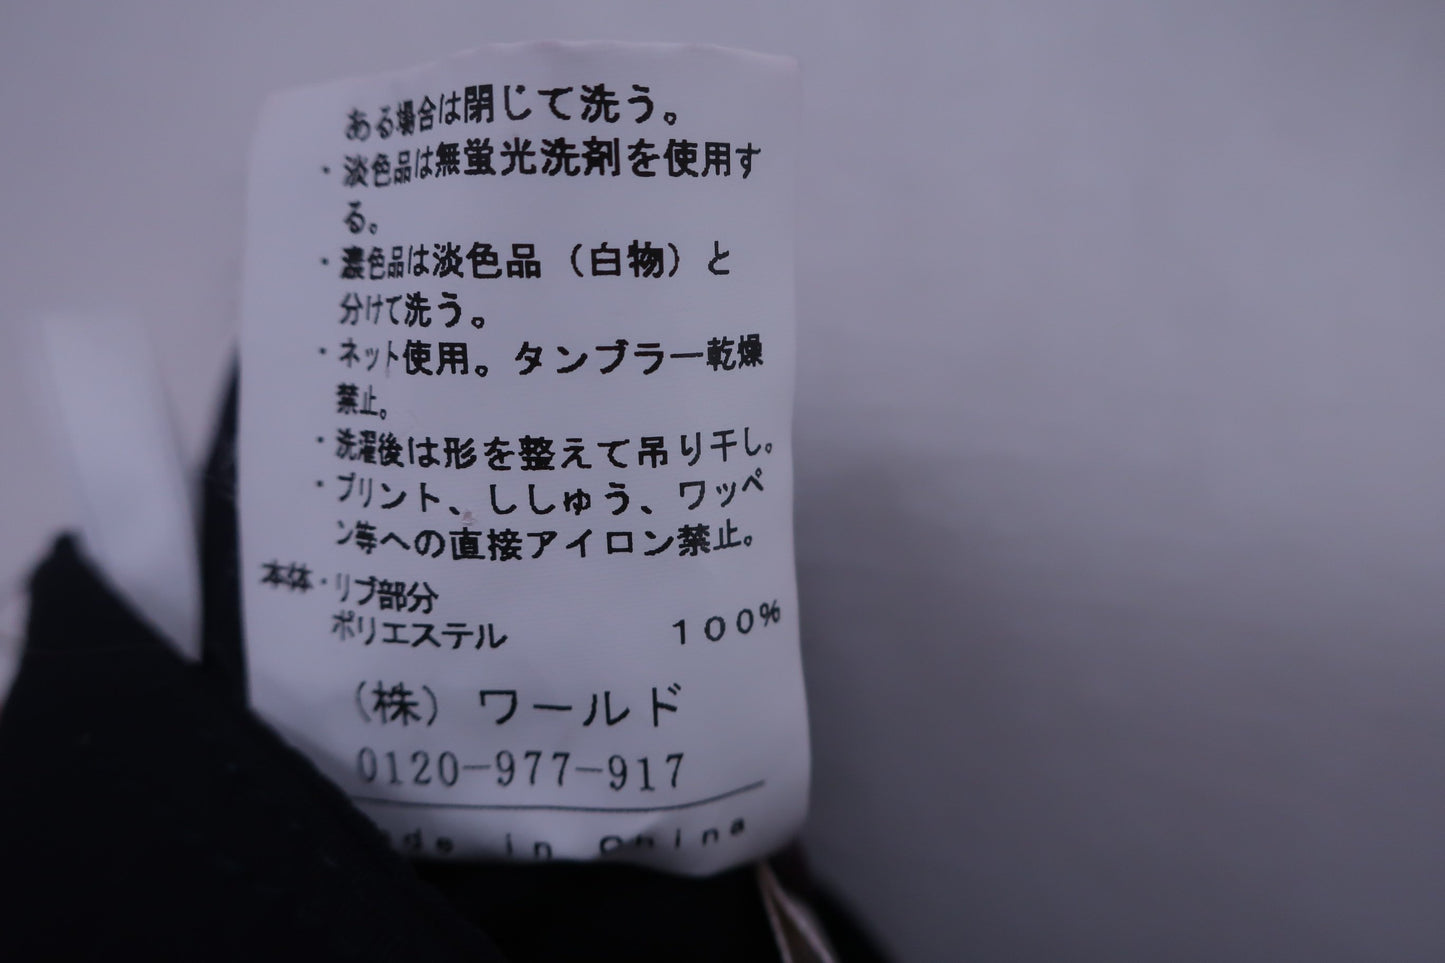 ある場合は閉じて洗う。
・淡色品は無蛍光洗剤を使用す
る。
・濃色品は淡色品（白物）と
分けて洗う。
・ネット使用。タンブラー乾燥
禁止。
・洗濯後は形を整えて吊り干し。
・プリント、ししゅう、ワッペ
ン等への直接アイロン禁止。
本体・リブ部分
ポリエステル 100%
（株）ワールド
0120-977-917
Made in China